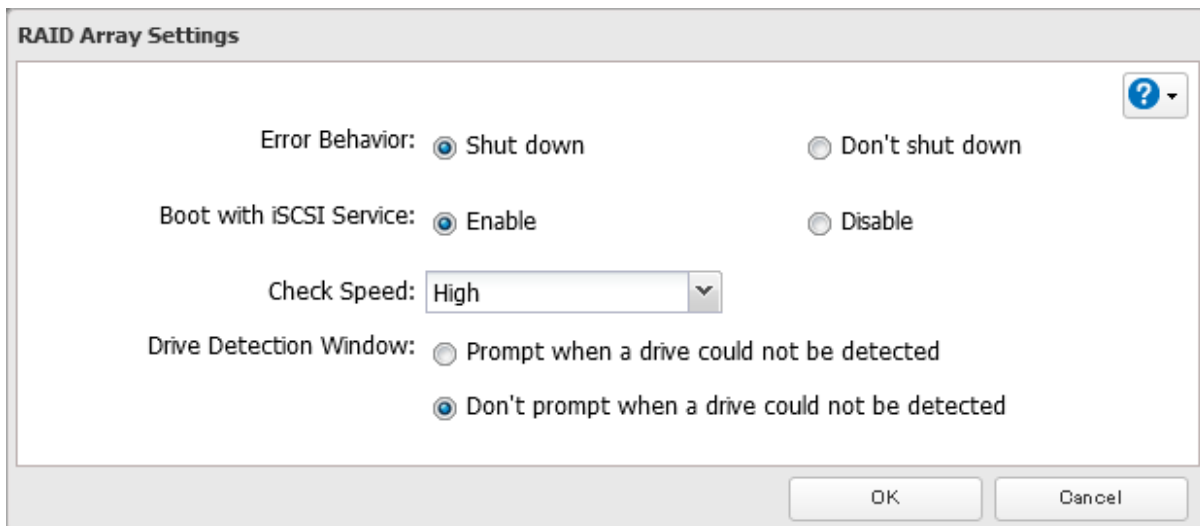 RAID Array Settings
?
Error Behavior: Shut down Don't shut down
Boot with iSCSI Service: Enable Disable
Check Speed: High
Drive Detection Window: Prompt when a drive could not be detected
Don't prompt when a drive could not be detected
OK Cancel